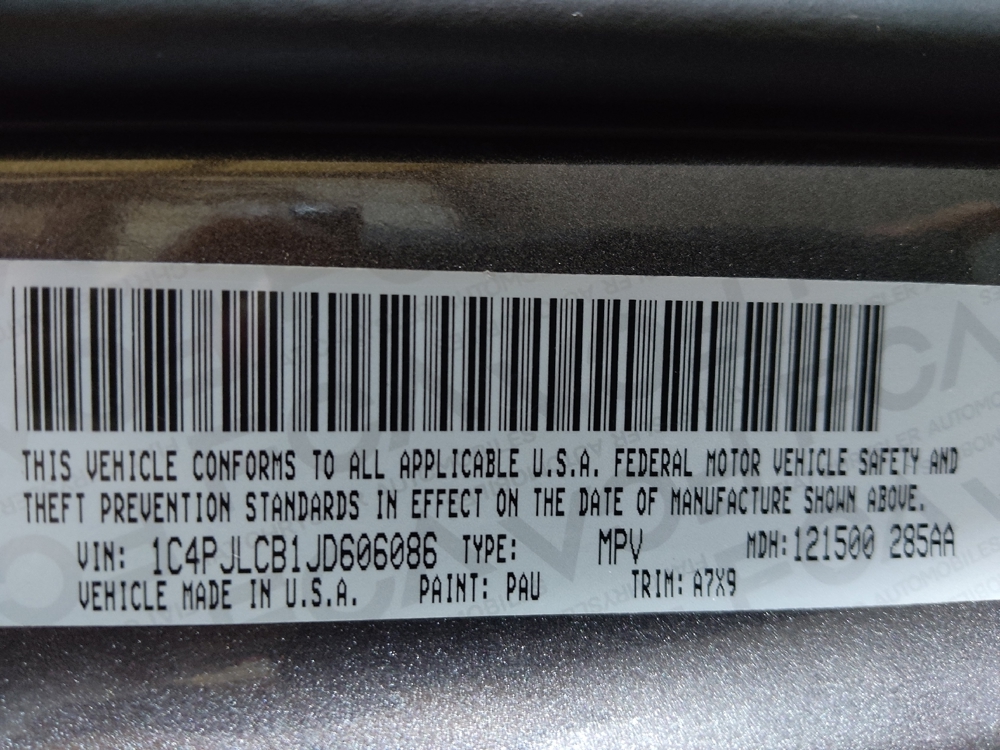 THIS VEHICLE CONFORMS TO ALL APPLICABLE U.S.A. FEDERAL MOTOR VEHICLE SAFETY AND
THEFT PREVENTION STANDARDS IN EFFECT ON THE DATE OF MANUFACTURE SHOWN ABOVE.
VIN: 1C4PJLCB1JD606086 TYPE: MPV MDH: 121500 285AA
VEHICLE MADE IN U.S.A. PAINT: PAU TRIM: A7X9